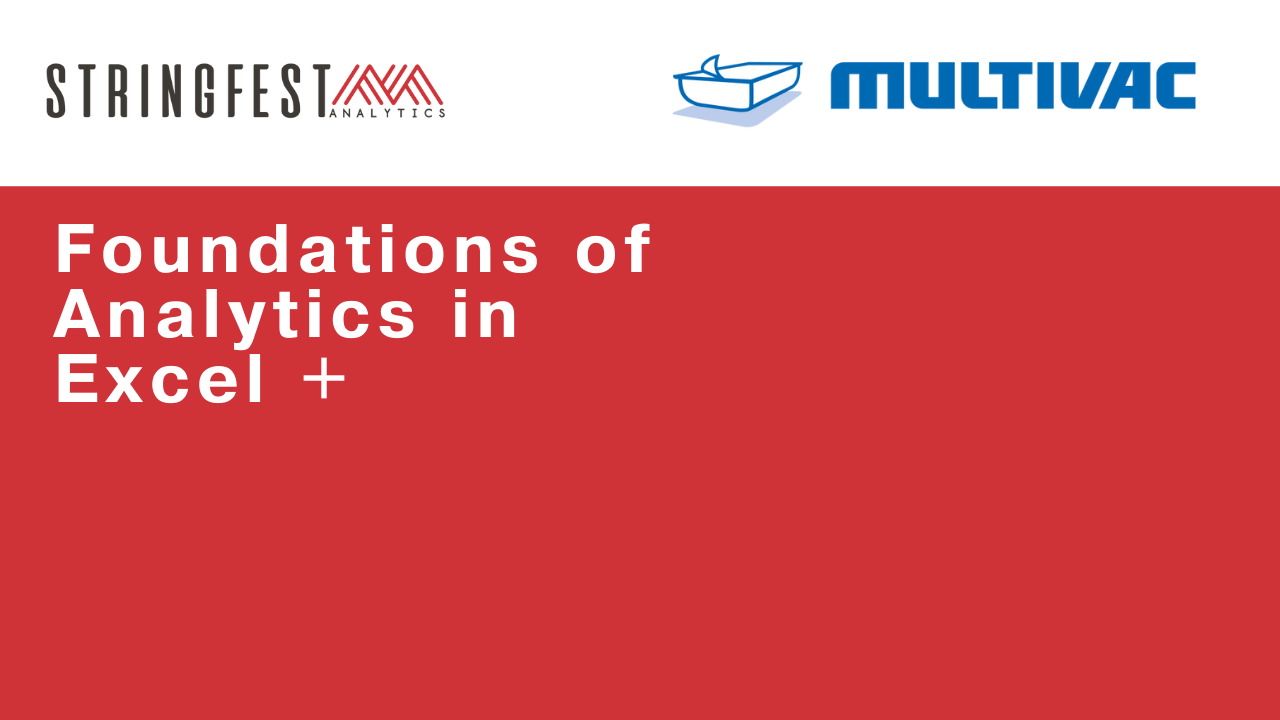 STRINGFEST
ANALYTICS
MULTIVAC
Foundations of
Analytics in
Excel +